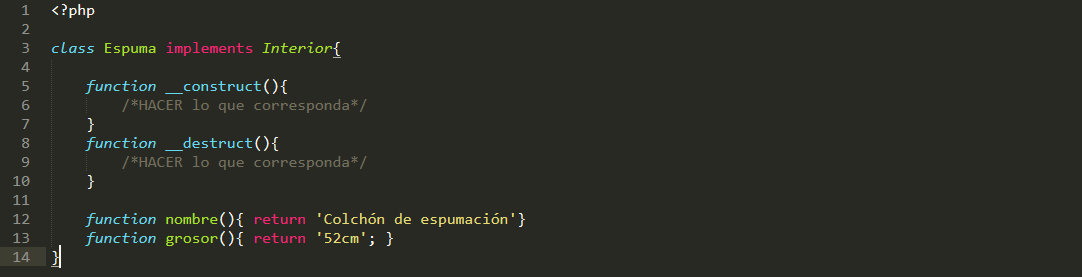 1 <?php
2
3 class Espuma implements Interior{
4
5 function __construct(){
6 /*HACER lo que corresponda*/
7 }
8 function __destruct(){
9 /*HACER lo que corresponda*/
10 }
11
12 function nombre(){ return 'Colchón de espumación'}
13 function grosor(){ return '52cm'; }
14 }